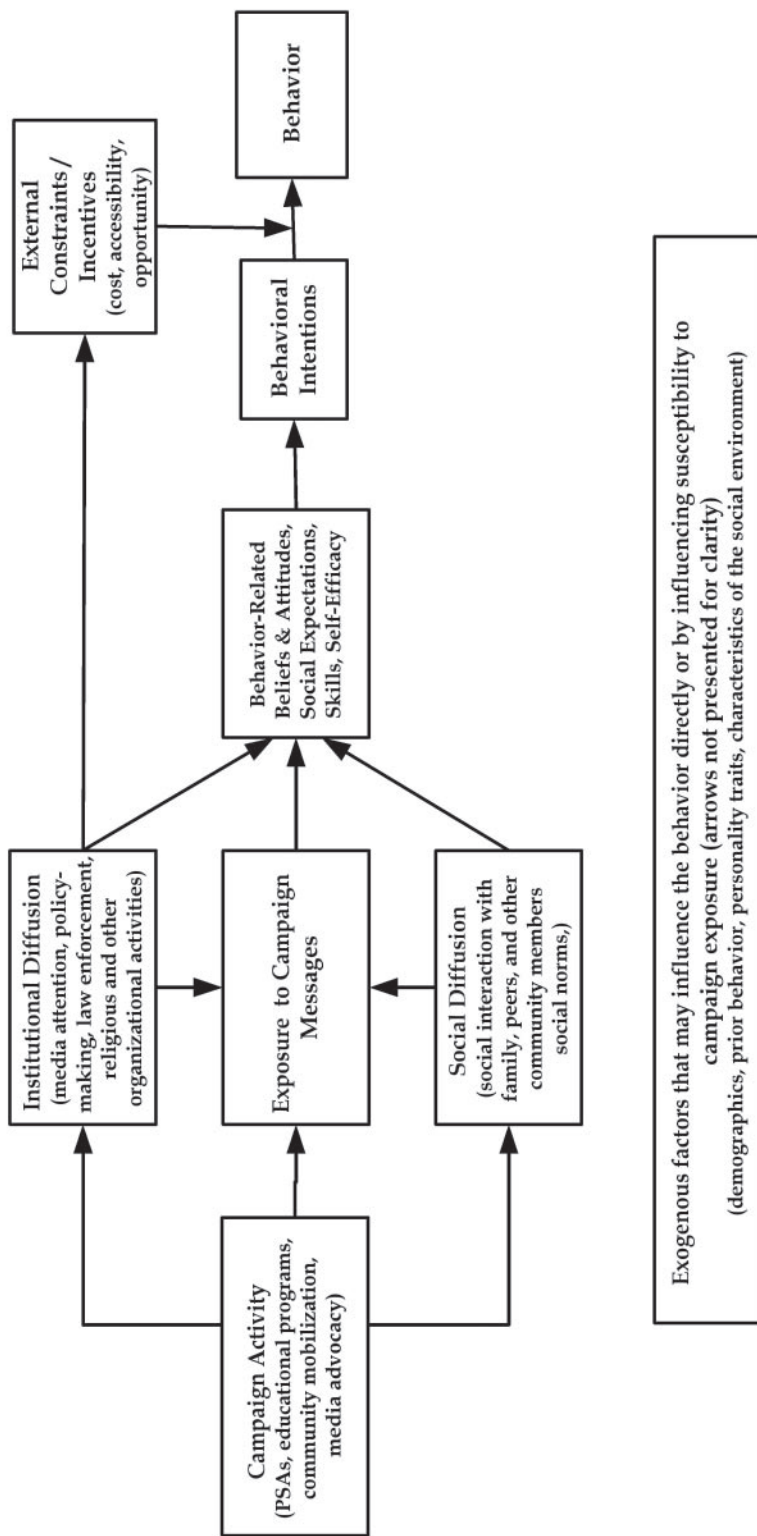 Campaign Activity
(PSAs, educational programs,
community mobilization,
media advocacy)
Institutional Diffusion
(media attention, policy-
making, law enforcement,
religious and other
organizational activities)
Exposure to Campaign
Messages
Social Diffusion
(social interaction with
family, peers, and other
community members
social norms,)
Behavior-Related
Beliefs & Attitudes,
Social Expectations,
Skills, Self-Efficacy
External
Constraints /
Incentives
(cost, accessibility,
opportunity)
Behavioral
Intentions
Behavior
Exogenous factors that may influence the behavior directly or by influencing susceptibility to
campaign exposure (arrows not presented for clarity)
(demographics, prior behavior, personality traits, characteristics of the social environment)